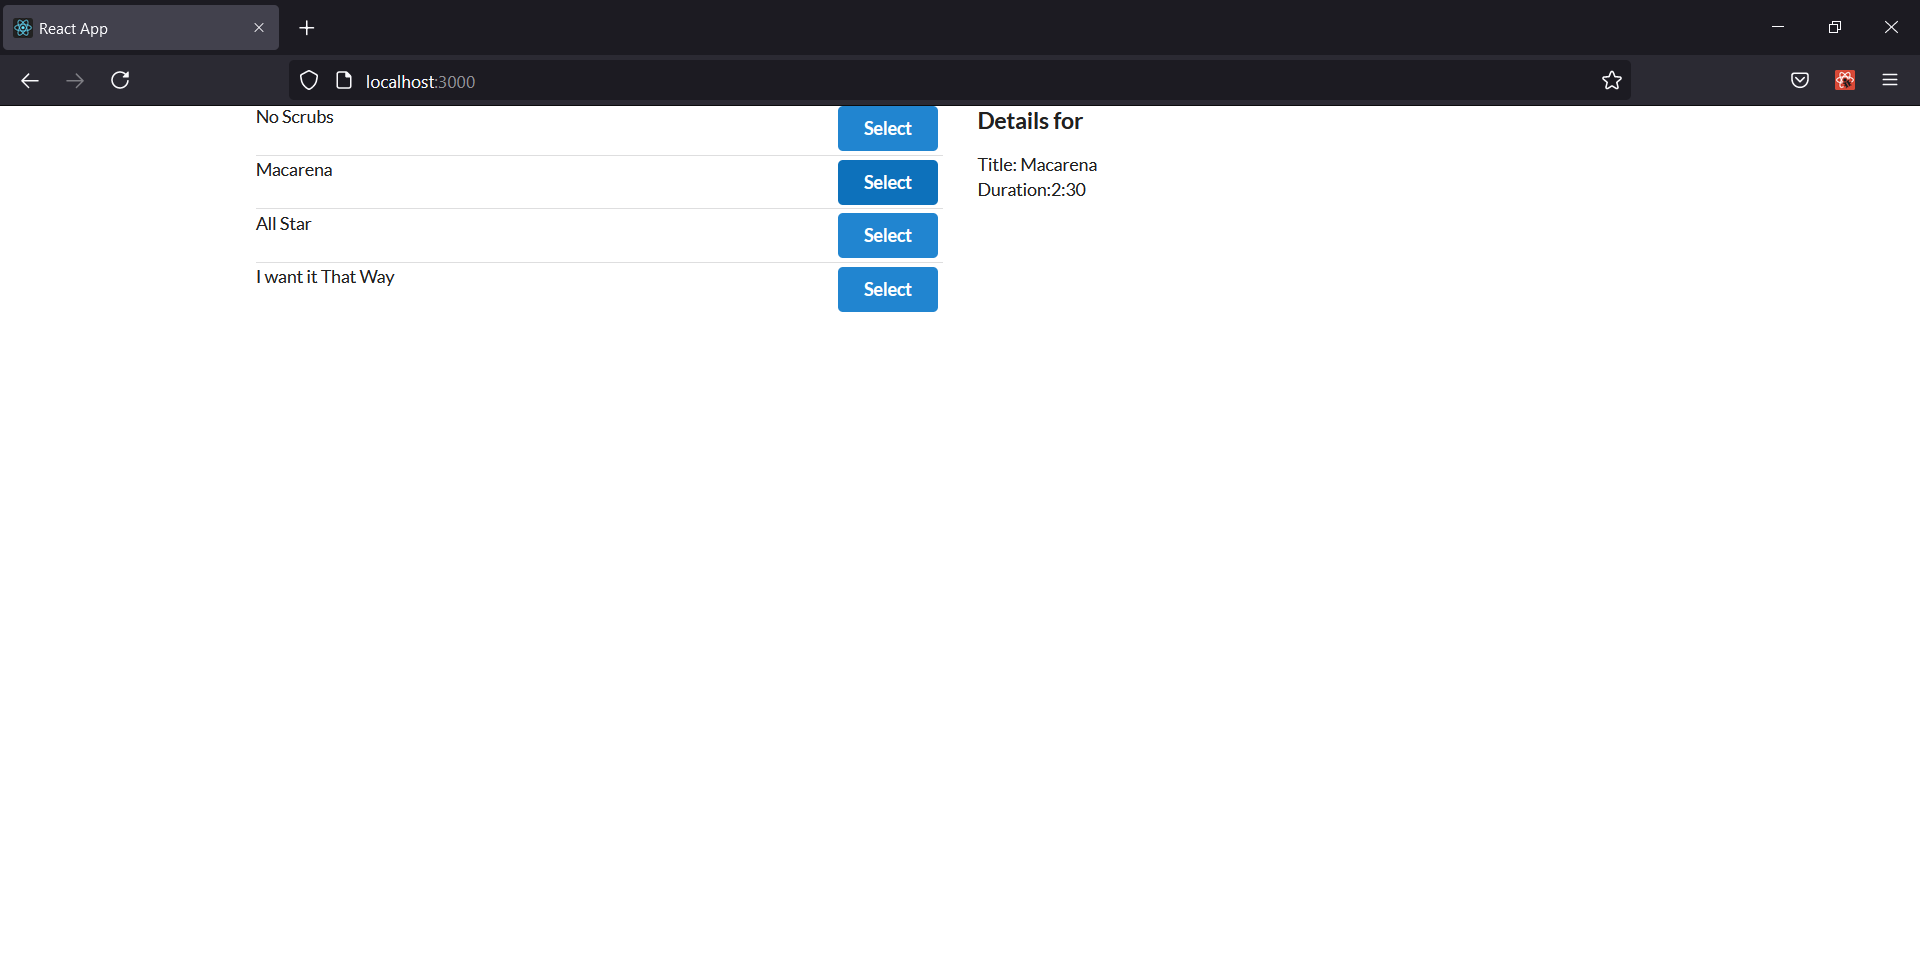 React App
localhost:3000
No Scrubs
Select
Macarena
Select
All Star
Select
I want it That Way
Select
Details for
Title: Macarena
Duration:2:30